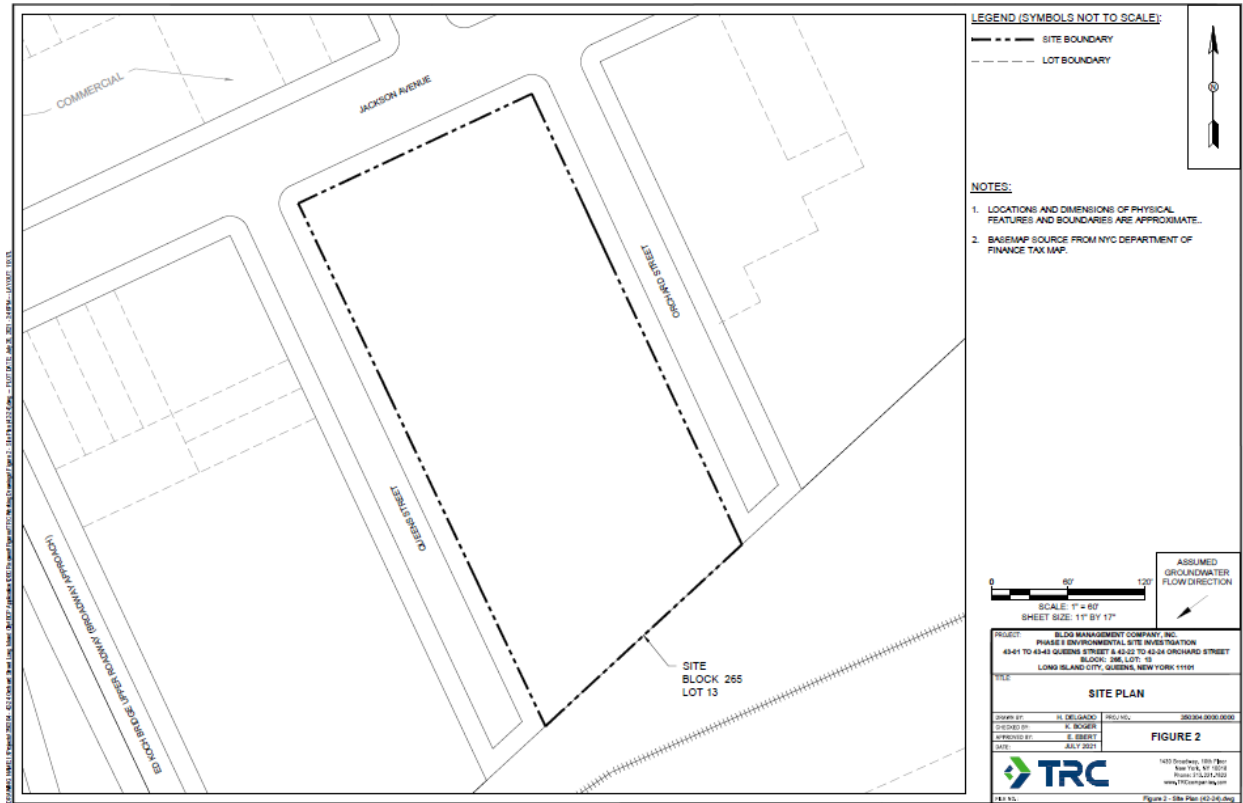 LEGEND (SYMBOLS NOT TO SCALE):
SITE BOUNDARY
LOT BOUNDARY
N
NOTES:
1. LOCATIONS AND DIMENSIONS OF PHYSICAL
FEATURES AND BOUNDARIES ARE APPROXIMATE..
2. BASEMAP SOURCE FROM NYC DEPARTMENT OF
FINANCE TAX MAP.
COMMERCIAL
JACKSON AVENUE
ORCHARD STREET
QUEENS STREET
ED KOCH BRIDGE UPPER ROADWAY (BROADWAY APPROACH)
SITE
BLOCK 265
LOT 13
0 60' 120'
SCALE: 1" = 60'
SHEET SIZE: 11" BY 17"
ASSUMED
GROUNDWATER
FLOW DIRECTION
PROJECT: BLDG MANAGEMENT COMPANY, INC.
PHASE II ENVIRONMENTAL SITE INVESTIGATION
43-01 TO 43-43 QUEENS STREET & 42-22 TO 42-24 ORCHARD STREET
BLOCK: 265, LOT: 13
LONG ISLAND CITY, QUEENS, NEW YORK 11101
TITLE:
SITE PLAN
DRAWN BY: H. DELGADO PROJ NO.:
CHECKED BY: K. BOGER
APPROVED BY: E. EBERT
DATE: JULY 2021
FIGURE 2
TRC
1430 Broadway, 10th Floor
New York, NY 10018
www.TRCcompanies.com
FILE NO.: Figure 2 - Site Plan (42-24).dwg